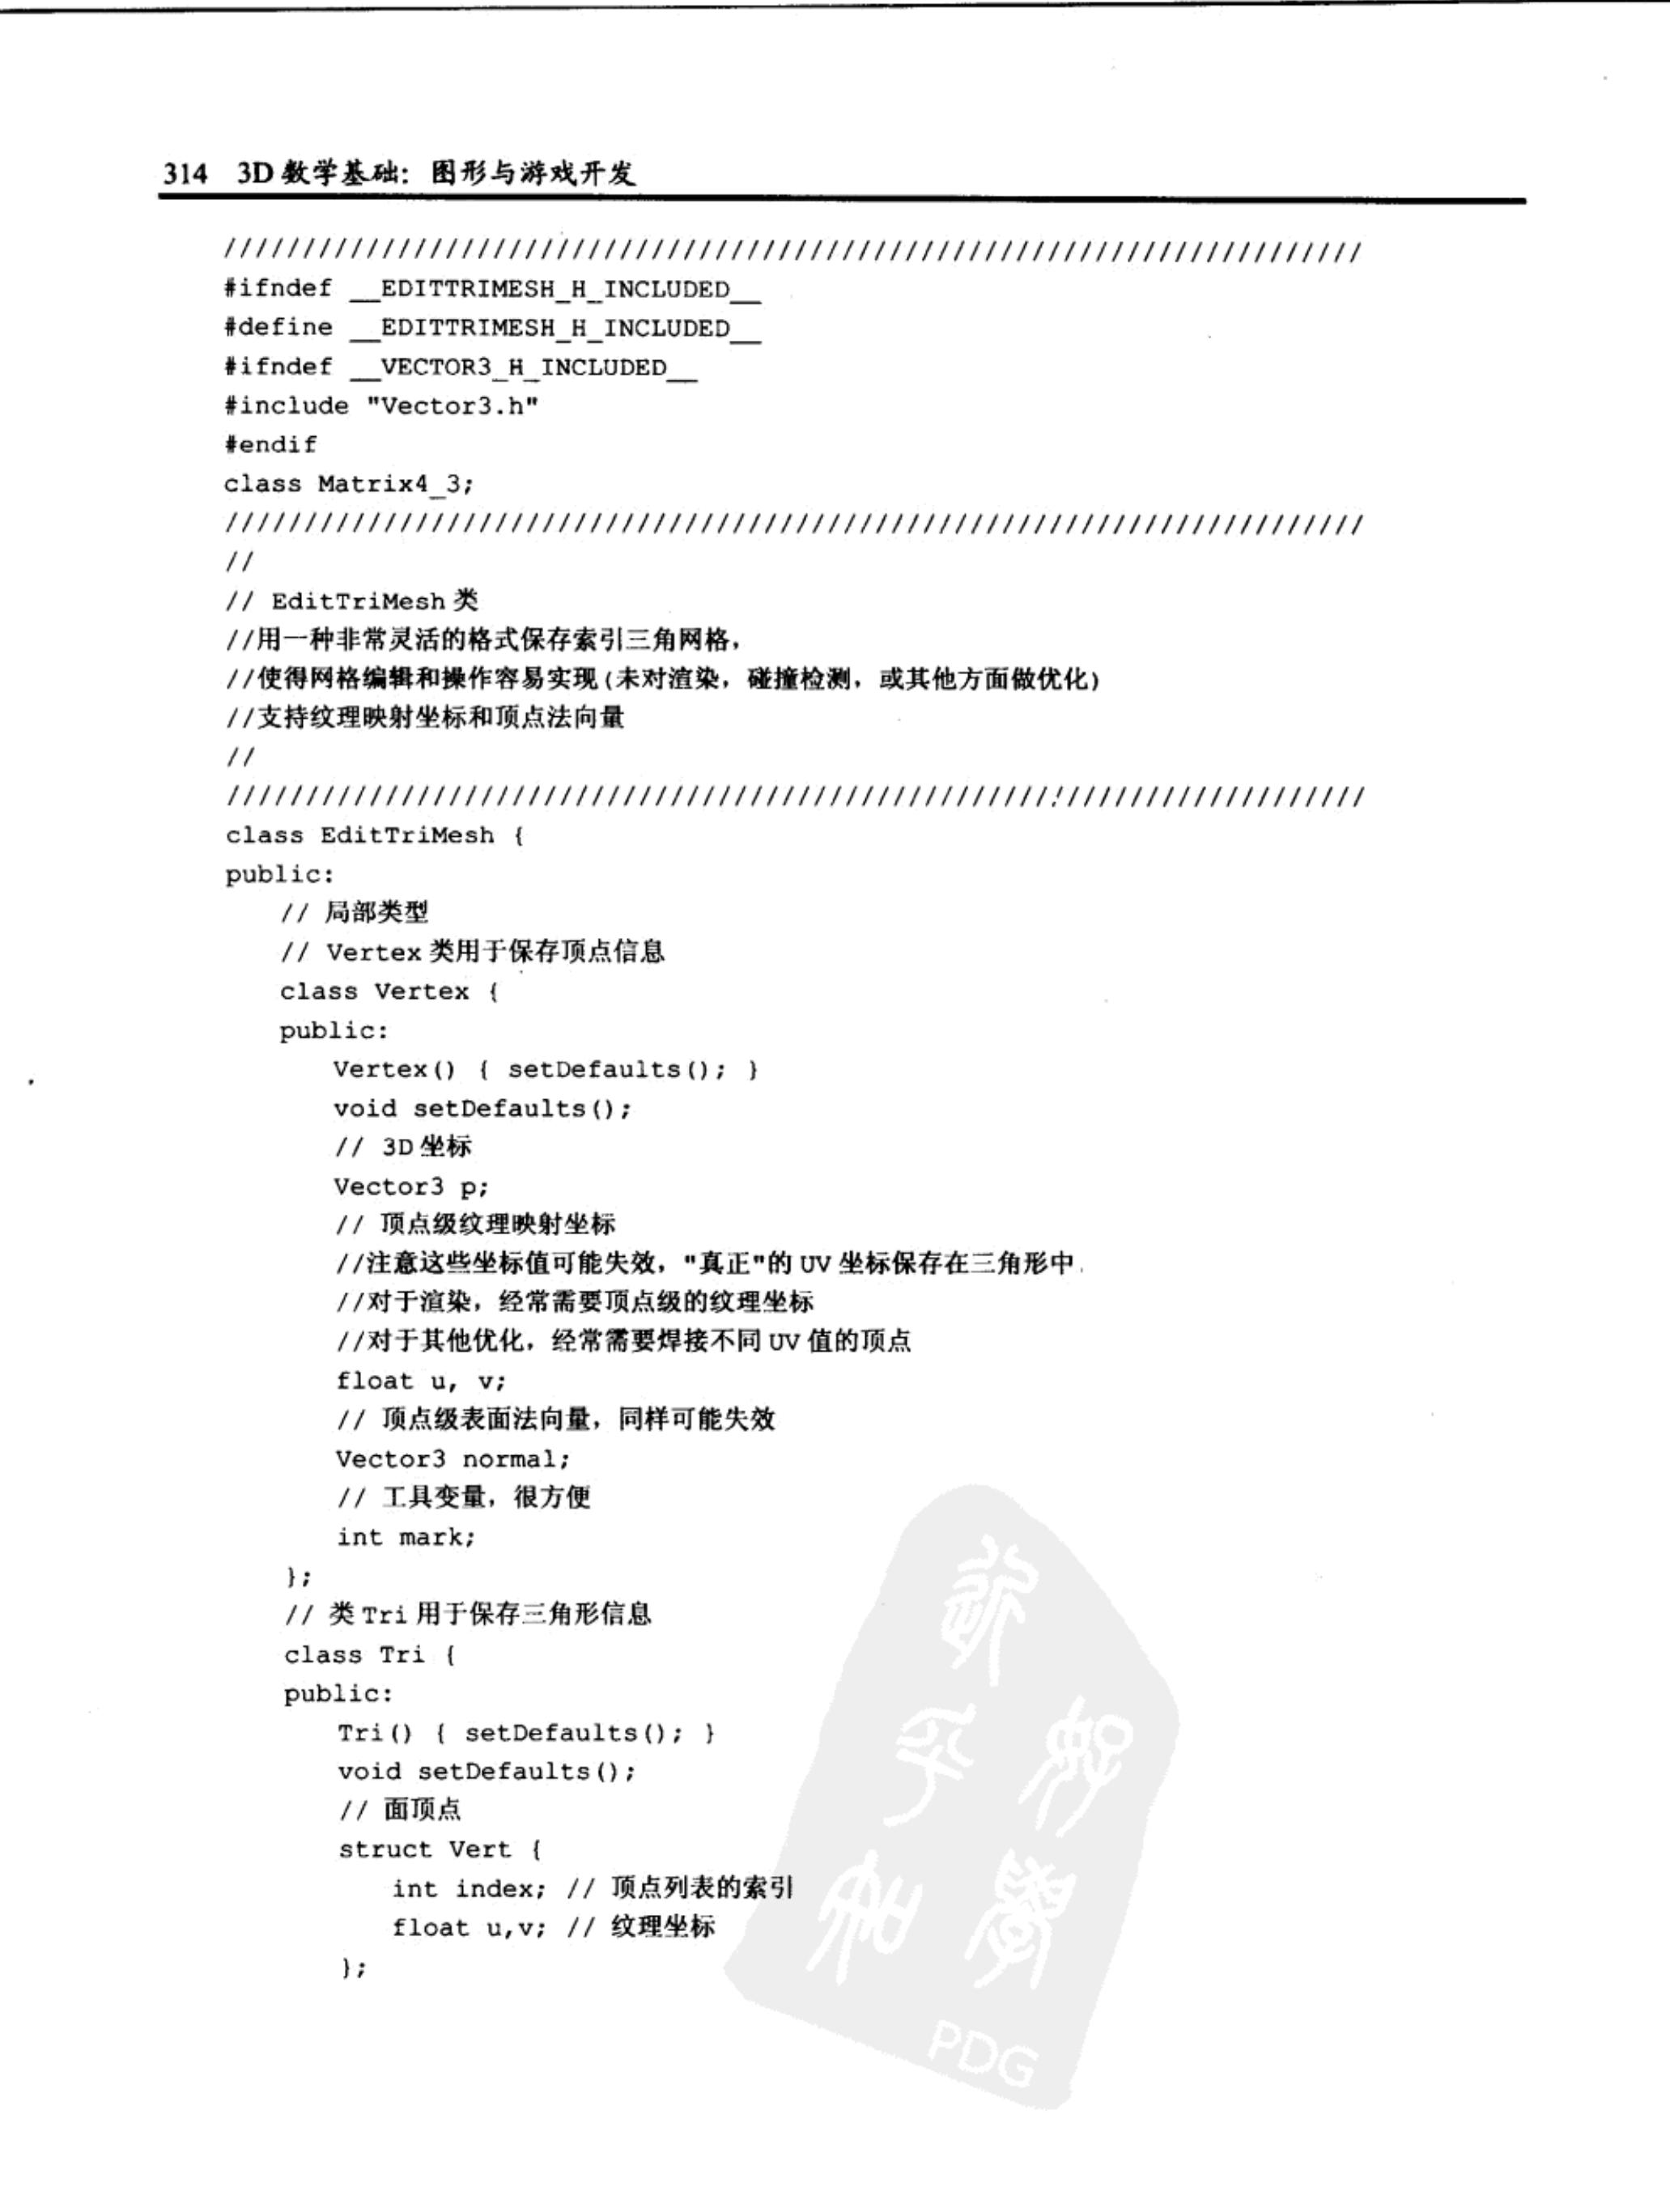 314 3D 数学基础：图形与游戏开发
/////////////////////////////////////////////////////////////////////////
#ifndef __EDITTRIMESH_H_INCLUDED__
#define __EDITTRIMESH_H_INCLUDED__
#ifndef __VECTOR3_H_INCLUDED__
#include "Vector3.h"
#endif
class Matrix4_3;
/////////////////////////////////////////////////////////////////////////
//
// EditTriMesh 类
//用一种非常灵活的格式保存索引三角网格，
//使得网格编辑和操作容易实现(未对渲染，碰撞检测，或其他方面做优化)
//支持纹理映射坐标和顶点法向量
//
/////////////////////////////////////////////////////////////////////////
class EditTriMesh {
public:
// 局部类型
// Vertex 类用于保存顶点信息
class Vertex {
public:
Vertex() { setDefaults(); }
void setDefaults();
// 3D 坐标
Vector3 p;
// 顶点级纹理映射坐标
//注意这些坐标值可能失效，"真正"的 UV 坐标保存在三角形中
//对于渲染，经常需要顶点级的纹理坐标
//对于其他优化，经常需要焊接不同 UV 值的顶点
float u, v;
// 顶点级表面法向量，同样可能失效
Vector3 normal;
// 工具变量，很方便
int mark;
};
// 类 Tri 用于保存三角形信息
class Tri {
public:
Tri() { setDefaults(); }
void setDefaults();
// 面顶点
struct Vert {
int index; // 顶点列表的索引
float u,v; // 纹理坐标
};
PDG